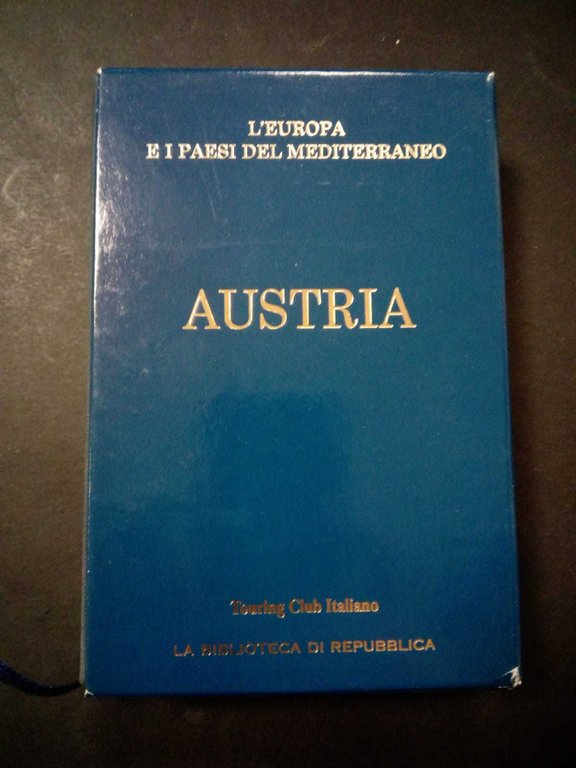 L'EUROPA
E I PAESI DEL MEDITERRANEO
AUSTRIA
Touring Club Italiano
LA BIBLIOTECA DI REPUBBLICA